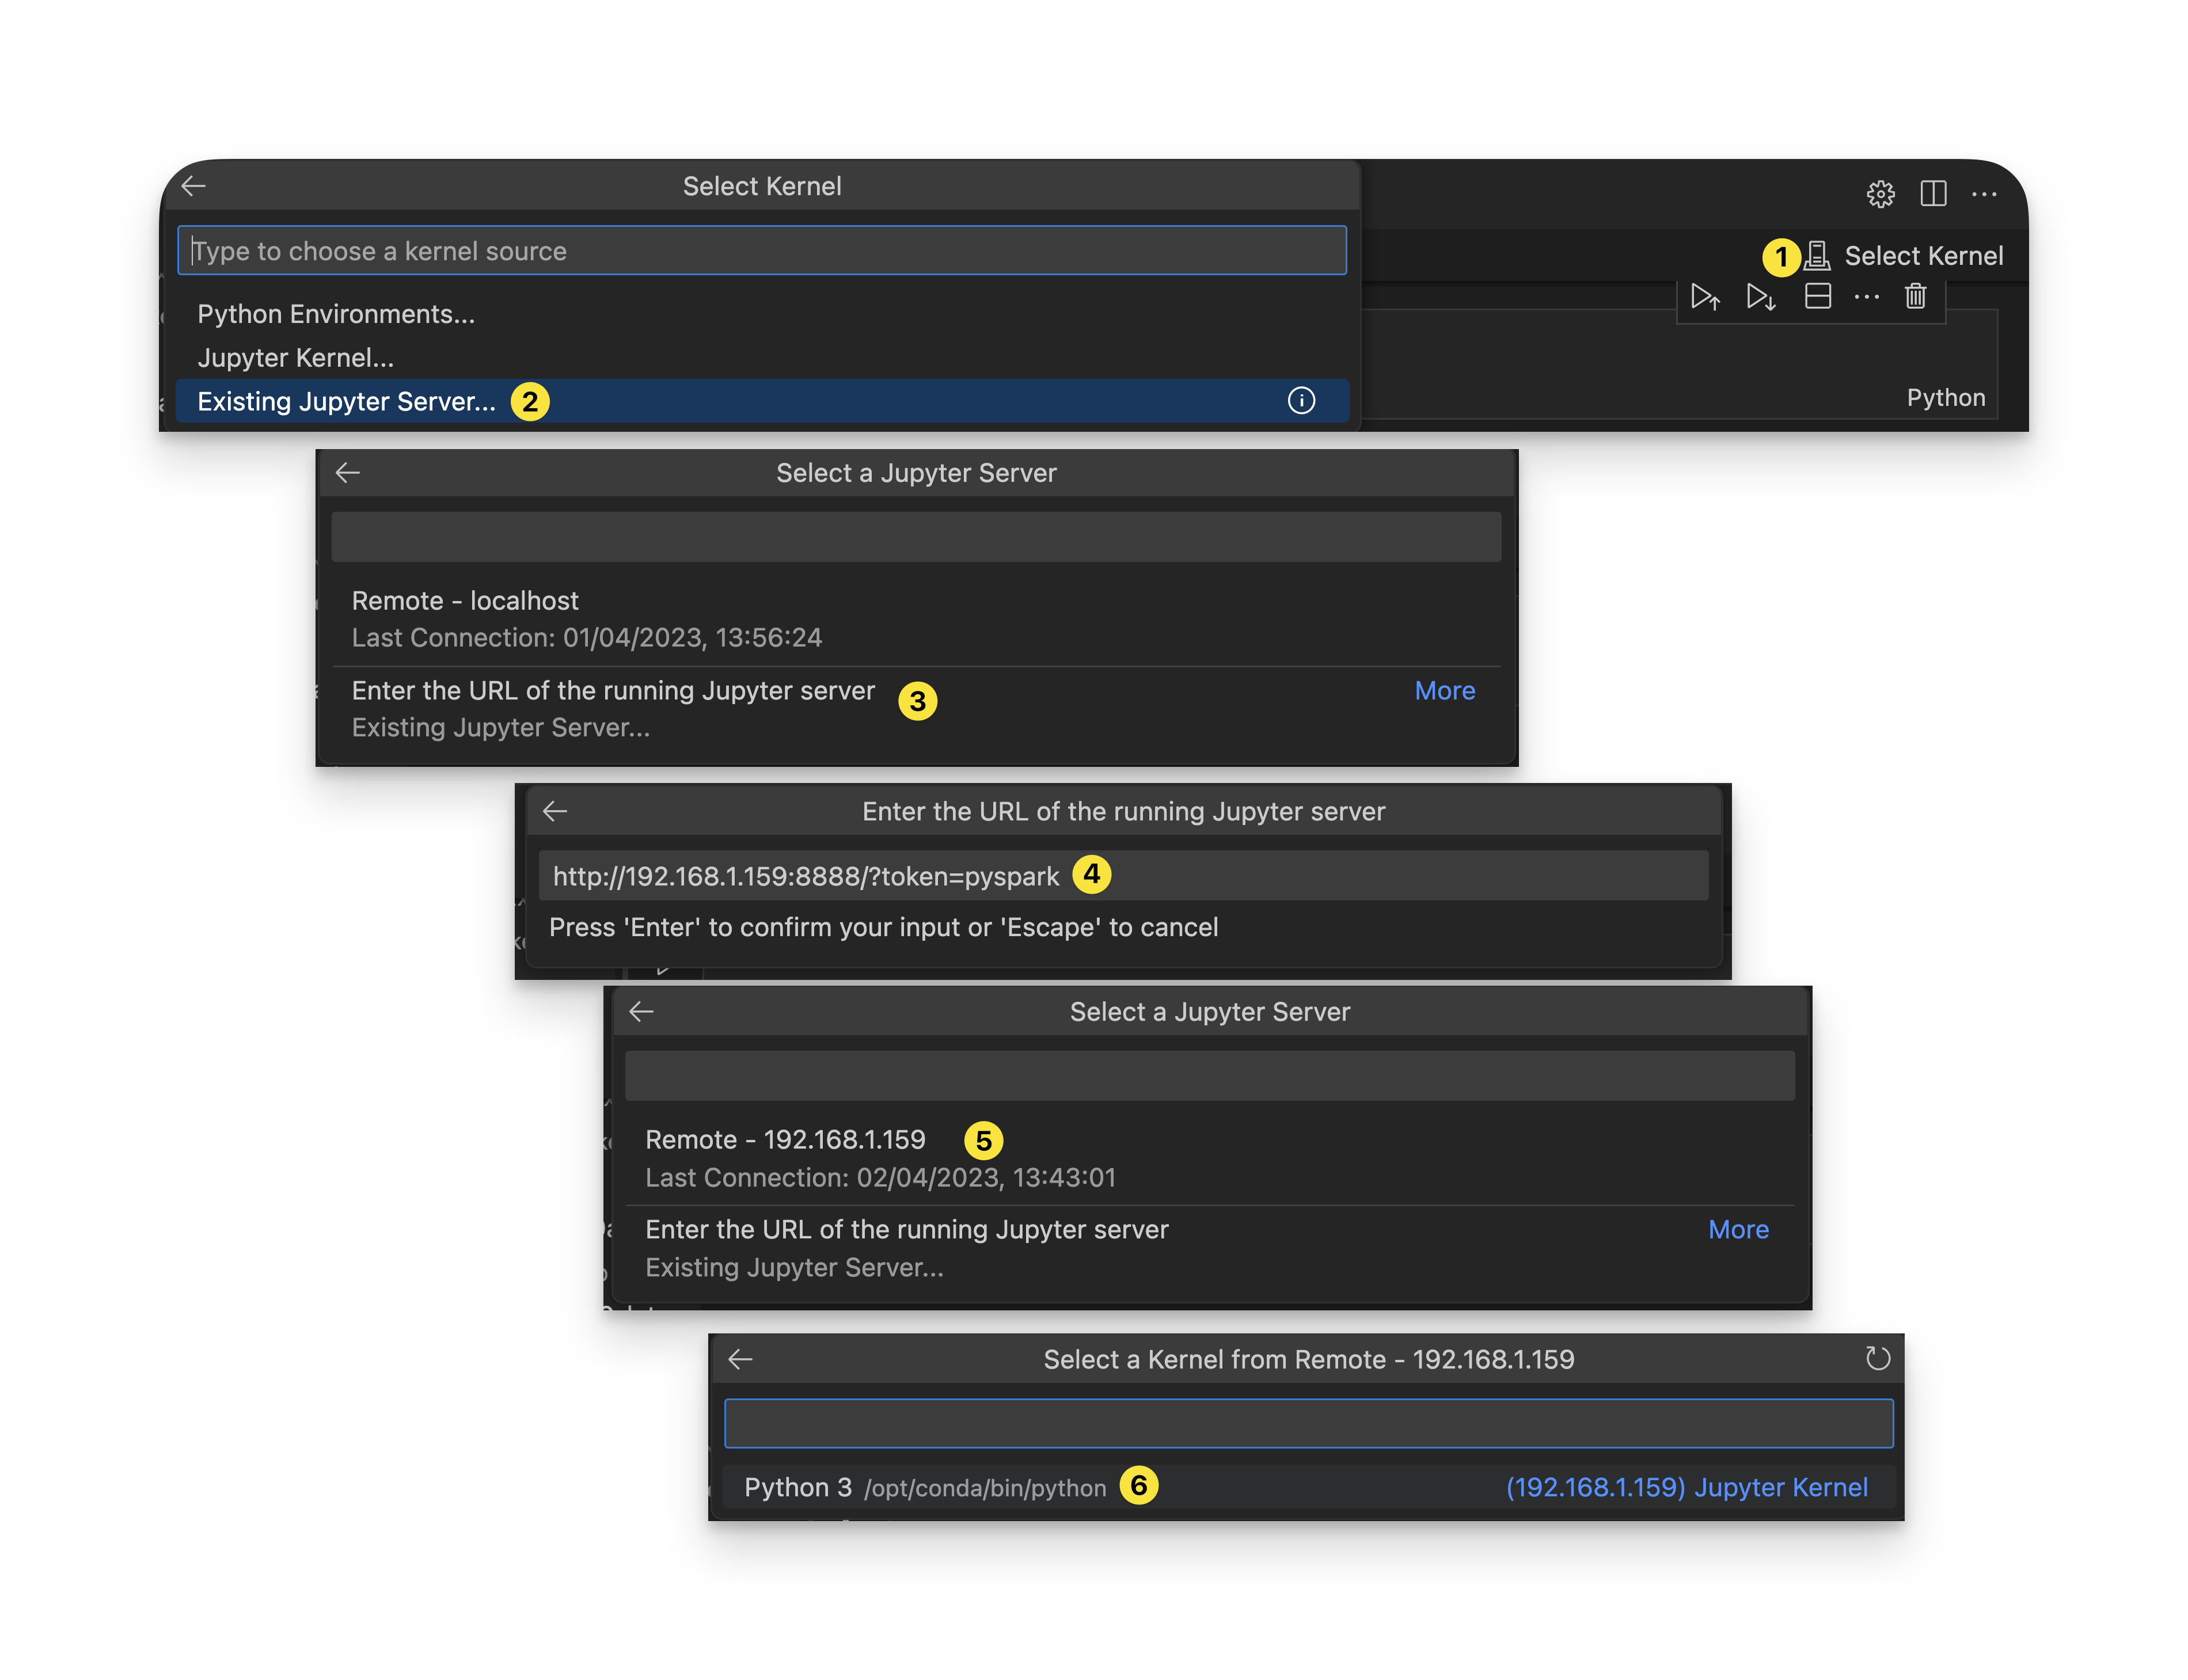 Select Kernel
Type to choose a kernel source
1 Select Kernel
Python Environments...
Jupyter Kernel...
Existing Jupyter Server... 2
Python
Select a Jupyter Server
Remote - localhost
Last Connection: 01/04/2023, 13:56:24
Enter the URL of the running Jupyter server 3 More
Existing Jupyter Server...
Enter the URL of the running Jupyter server
http://192.168.1.159:8888/?token=pyspark 4
Press 'Enter' to confirm your input or 'Escape' to cancel
Select a Jupyter Server
Remote - 192.168.1.159 5
Last Connection: 02/04/2023, 13:43:01
Enter the URL of the running Jupyter server More
Existing Jupyter Server...
Select a Kernel from Remote - 192.168.1.159
Python 3 /opt/conda/bin/python 6 (192.168.1.159) Jupyter Kernel